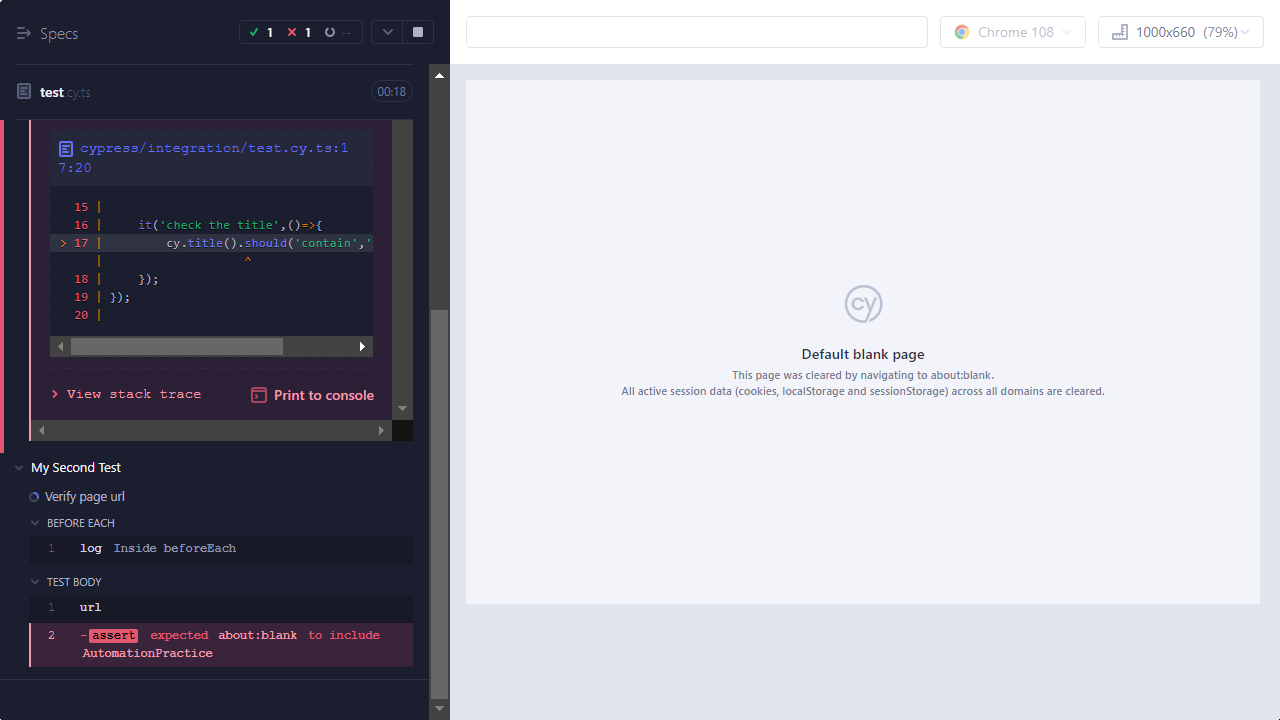 Specs
1
1
--
Chrome 108
1000x660 (79%)
test.cy.ts
00:18
cypress/integration/test.cy.ts:1
7:20
15 |
16 | it('check the title',()=>{
> 17 | cy.title().should('contain','
| ^
18 | });
19 | });
20 |
View stack trace
Print to console
My Second Test
Verify page url
BEFORE EACH
1 log Inside beforeEach
TEST BODY
1 url
2 -assert expected about:blank to include
AutomationPractice
cy
Default blank page
This page was cleared by navigating to about:blank.
All active session data (cookies, localStorage and sessionStorage) across all domains are cleared.